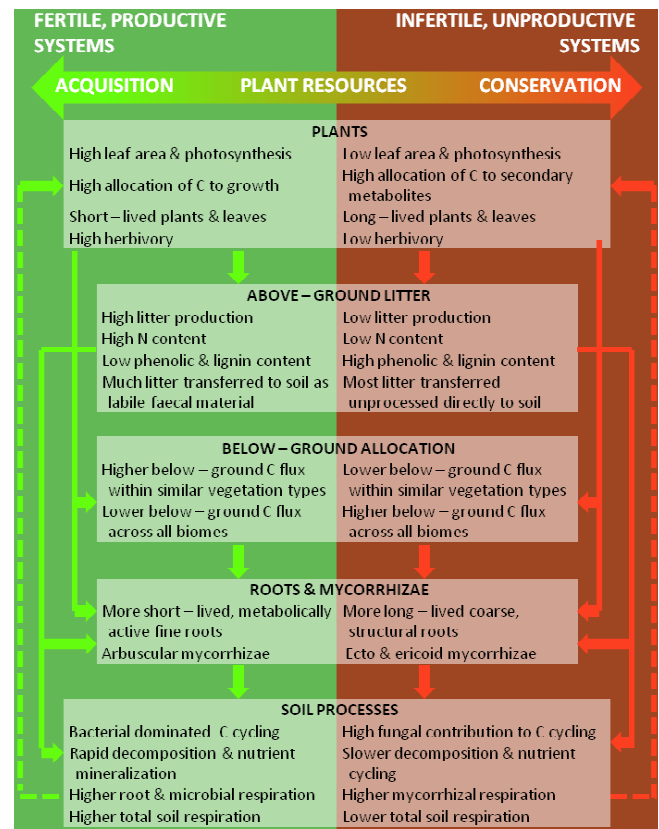 FERTILE, PRODUCTIVE
SYSTEMS
INFERTILE, UNPRODUCTIVE
SYSTEMS
ACQUISITION PLANT RESOURCES CONSERVATION
PLANTS
High leaf area & photosynthesis
High allocation of C to growth
Short – lived plants & leaves
High herbivory
Low leaf area & photosynthesis
High allocation of C to secondary
metabolites
Long – lived plants & leaves
Low herbivory
ABOVE – GROUND LITTER
High litter production
High N content
Low phenolic & lignin content
Much litter transferred to soil as
labile faecal material
Low litter production
Low N content
High phenolic & lignin content
Most litter transferred
unprocessed directly to soil
BELOW – GROUND ALLOCATION
Higher below – ground C flux
within similar vegetation types
Lower below – ground C flux
across all biomes
Lower below – ground C flux
within similar vegetation types
Higher below – ground C flux
across all biomes
ROOTS & MYCORRHIZAE
More short – lived, metabolically
active fine roots
Arbuscular mycorrhizae
More long – lived coarse,
structural roots
Ecto & ericoid mycorrhizae
SOIL PROCESSES
Bacterial dominated C cycling
Rapid decomposition & nutrient
mineralization
Higher root & microbial respiration
Higher total soil respiration
High fungal contribution to C cycling
Slower decomposition & nutrient
cycling
Higher mycorrhizal respiration
Lower total soil respiration